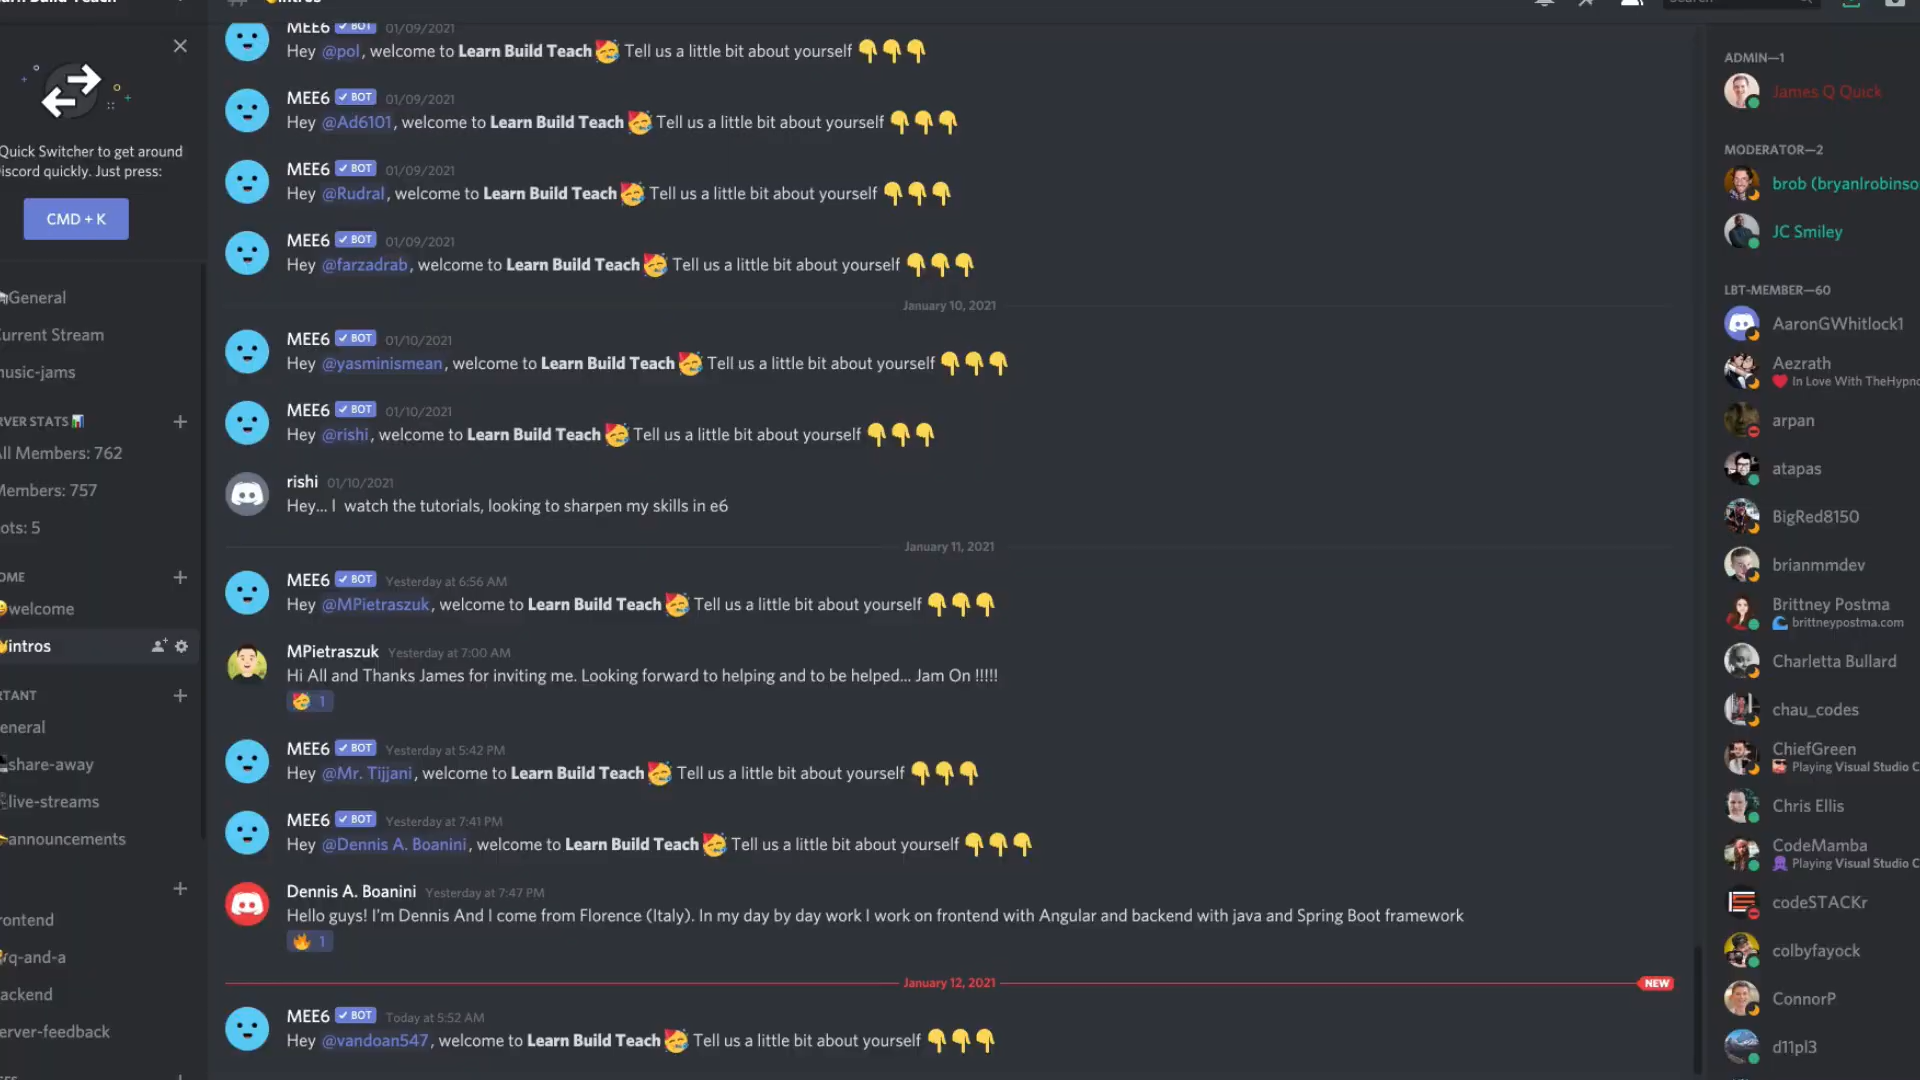 MEE6 BOT 01/09/2021
Hey @pol, welcome to Learn Build Teach 🥳 Tell us a little bit about yourself 👇👇👇
MEE6 BOT 01/09/2021
Hey @Ad6101, welcome to Learn Build Teach 🥳 Tell us a little bit about yourself 👇👇👇
MEE6 BOT 01/09/2021
Hey @Rudral, welcome to Learn Build Teach 🥳 Tell us a little bit about yourself 👇👇👇
MEE6 BOT 01/09/2021
Hey @farzadrab, welcome to Learn Build Teach 🥳 Tell us a little bit about yourself 👇👇👇
January 10, 2021
MEE6 BOT 01/10/2021
Hey @yasminismean, welcome to Learn Build Teach 🥳 Tell us a little bit about yourself 👇👇👇
MEE6 BOT 01/10/2021
Hey @rishi, welcome to Learn Build Teach 🥳 Tell us a little bit about yourself 👇👇👇
rishi 01/10/2021
Hey... I watch the tutorials, looking to sharpen my skills in e6
January 11, 2021
MEE6 BOT Yesterday at 6:56 AM
Hey @MPietraszuk, welcome to Learn Build Teach 🥳 Tell us a little bit about yourself 👇👇👇
MPietraszuk Yesterday at 7:00 AM
Hi All and Thanks James for inviting me. Looking forward to helping and to be helped... Jam On !!!!!
🥳 1
MEE6 BOT Yesterday at 5:42 PM
Hey @Mr. Tijjani, welcome to Learn Build Teach 🥳 Tell us a little bit about yourself 👇👇👇
MEE6 BOT Yesterday at 7:41 PM
Hey @Dennis A. Boanini, welcome to Learn Build Teach 🥳 Tell us a little bit about yourself 👇👇👇
Dennis A. Boanini Yesterday at 7:47 PM
Hello guys! I'm Dennis And I come from Florence (Italy). In my day by day work I work on frontend with Angular and backend with java and Spring Boot framework
🔥 1
January 12, 2021 NEW
MEE6 BOT Today at 5:52 AM
Hey @vandoan547, welcome to Learn Build Teach 🥳 Tell us a little bit about yourself 👇👇👇
Quick Switcher to get around
iscord quickly. Just press:
CMD + K
General
urrent Stream
usic-jams
RVER STATS
ll Members: 762
Members: 757
ots: 5
OME
welcome
intros
RTANT
eneral
share-away
live-streams
announcements
rontend
q-and-a
ackend
erver-feedback
ADMIN—1
James Q Quick
MODERATOR—2
brob (bryanlrobinso
JC Smiley
LBT-MEMBER—60
AaronGWhitlock1
Aezrath
In Love With TheHypno
arpan
atapas
BigRed8150
brianmmdev
Brittney Postma
brittneypostma.com
Charletta Bullard
chau_codes
ChiefGreen
Playing Visual Studio C
Chris Ellis
CodeMamba
Playing Visual Studio C
codeSTACKr
colbyfayock
ConnorP
d11pl3